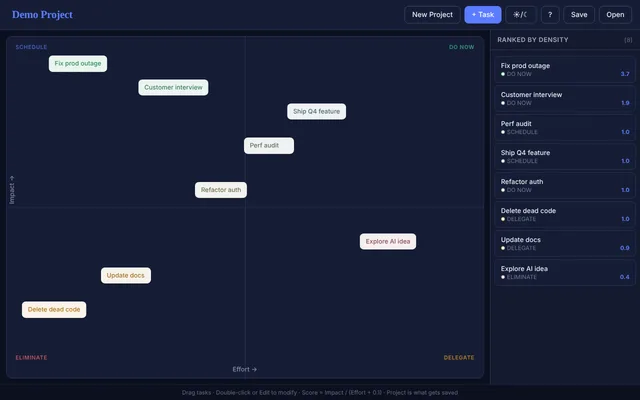 Demo Project
New Project
+ Task
☀/☾
?
Save
Open
SCHEDULE
DO NOW
Fix prod outage
Customer interview
Ship Q4 feature
Perf audit
Refactor auth
Impact →
Explore AI idea
Update docs
Delete dead code
ELIMINATE
DELEGATE
Effort →
RANKED BY DENSITY
(8)
Fix prod outage
DO NOW 3.7
Customer interview
DO NOW 1.9
Perf audit
SCHEDULE 1.0
Ship Q4 feature
SCHEDULE 1.0
Refactor auth
DO NOW 1.0
Delete dead code
DELEGATE 1.0
Update docs
DELEGATE 0.9
Explore AI idea
ELIMINATE 0.4
Drag tasks · Double-click or Edit to modify · Score = Impact / (Effort + 0.1) · Project is what gets saved